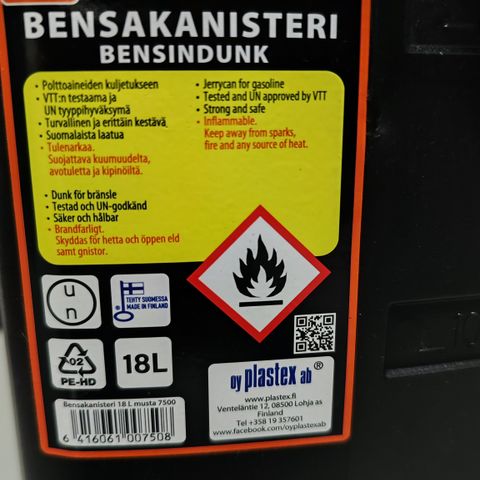 BENSAKANISTERI
BENSINDUNK
• Polttoaineiden kuljetukseen
• VTT:n testaama ja
UN tyyppihyväksymä
• Turvallinen ja erittäin kestävä
• Suomalaista laatua
• Tulenarkaa.
Suojattava kuumuudelta,
avotuletta ja kipinöiltä.
• Dunk för bränsle
• Testad och UN-godkänd
• Säker och hålbar
• Brandfarligt.
Skyddas för hetta och öppen eld
samt gnistor.
• Jerrycan for gasoline
• Tested and UN approved by VTT
• Strong and safe
• Inflammable.
Keep away from sparks,
fire and any source of heat.
u
n
TEHTY SUOMESSA
MADE IN FINLAND
02
PE-HD
18L
Bensakanisteri 18 L musta 7500
6 416061 007508
oy plastex ab
www.plastex.fi
Venteläntie 12, 08500 Lohja as
Finland
Tel +358 19 357601
www.facebook.com/oyplastexab